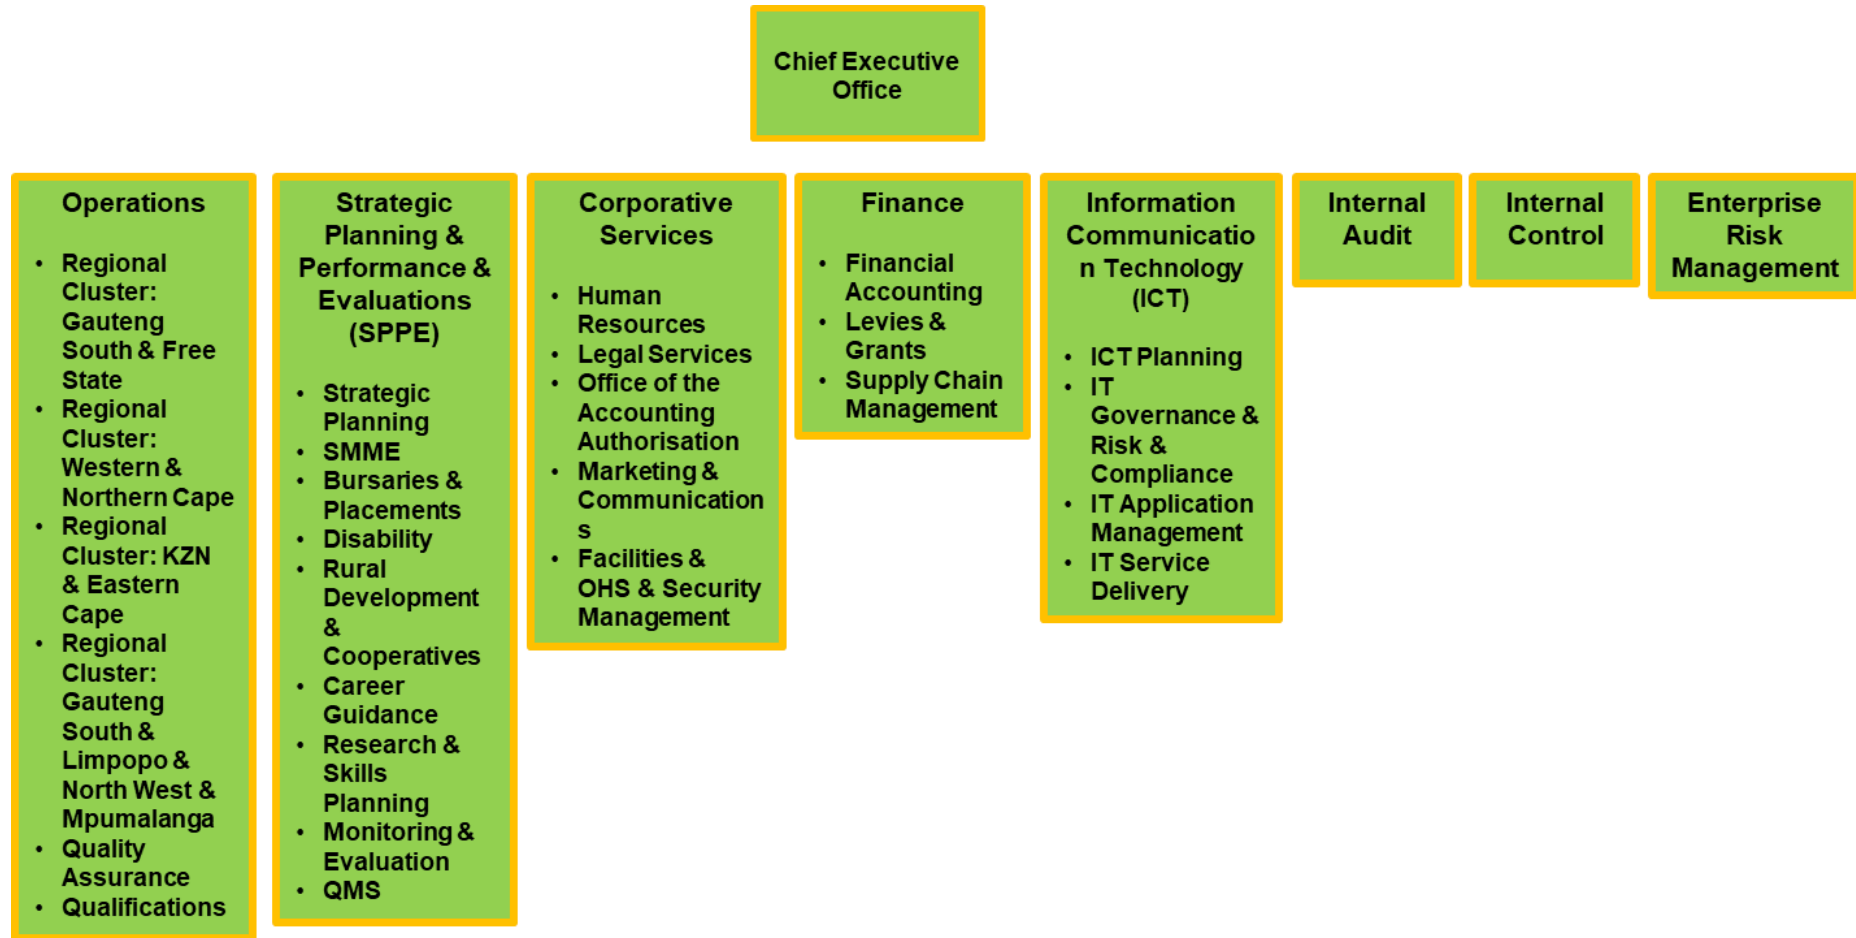 Chief Executive
Office
Operations
• Regional
Cluster:
Gauteng
South & Free
State
• Regional
Cluster:
Western &
Northern Cape
• Regional
Cluster: KZN
& Eastern
Cape
• Regional
Cluster:
Gauteng
South &
Limpopo &
North West &
Mpumalanga
• Quality
Assurance
• Qualifications
Strategic
Planning &
Performance &
Evaluations
(SPPE)
• Strategic
Planning
• SMME
• Bursaries &
Placements
• Disability
• Rural
Development
&
Cooperatives
• Career
Guidance
• Research &
Skills
Planning
• Monitoring &
Evaluation
• QMS
Corporative
Services
• Human
Resources
• Legal Services
• Office of the
Accounting
Authorisation
• Marketing &
Communication
s
• Facilities &
OHS & Security
Management
Finance
• Financial
Accounting
• Levies &
Grants
• Supply Chain
Management
Information
Communicatio
n Technology
(ICT)
• ICT Planning
• IT
Governance &
Risk &
Compliance
• IT Application
Management
• IT Service
Delivery
Internal
Audit
Internal
Control
Enterprise
Risk
Management